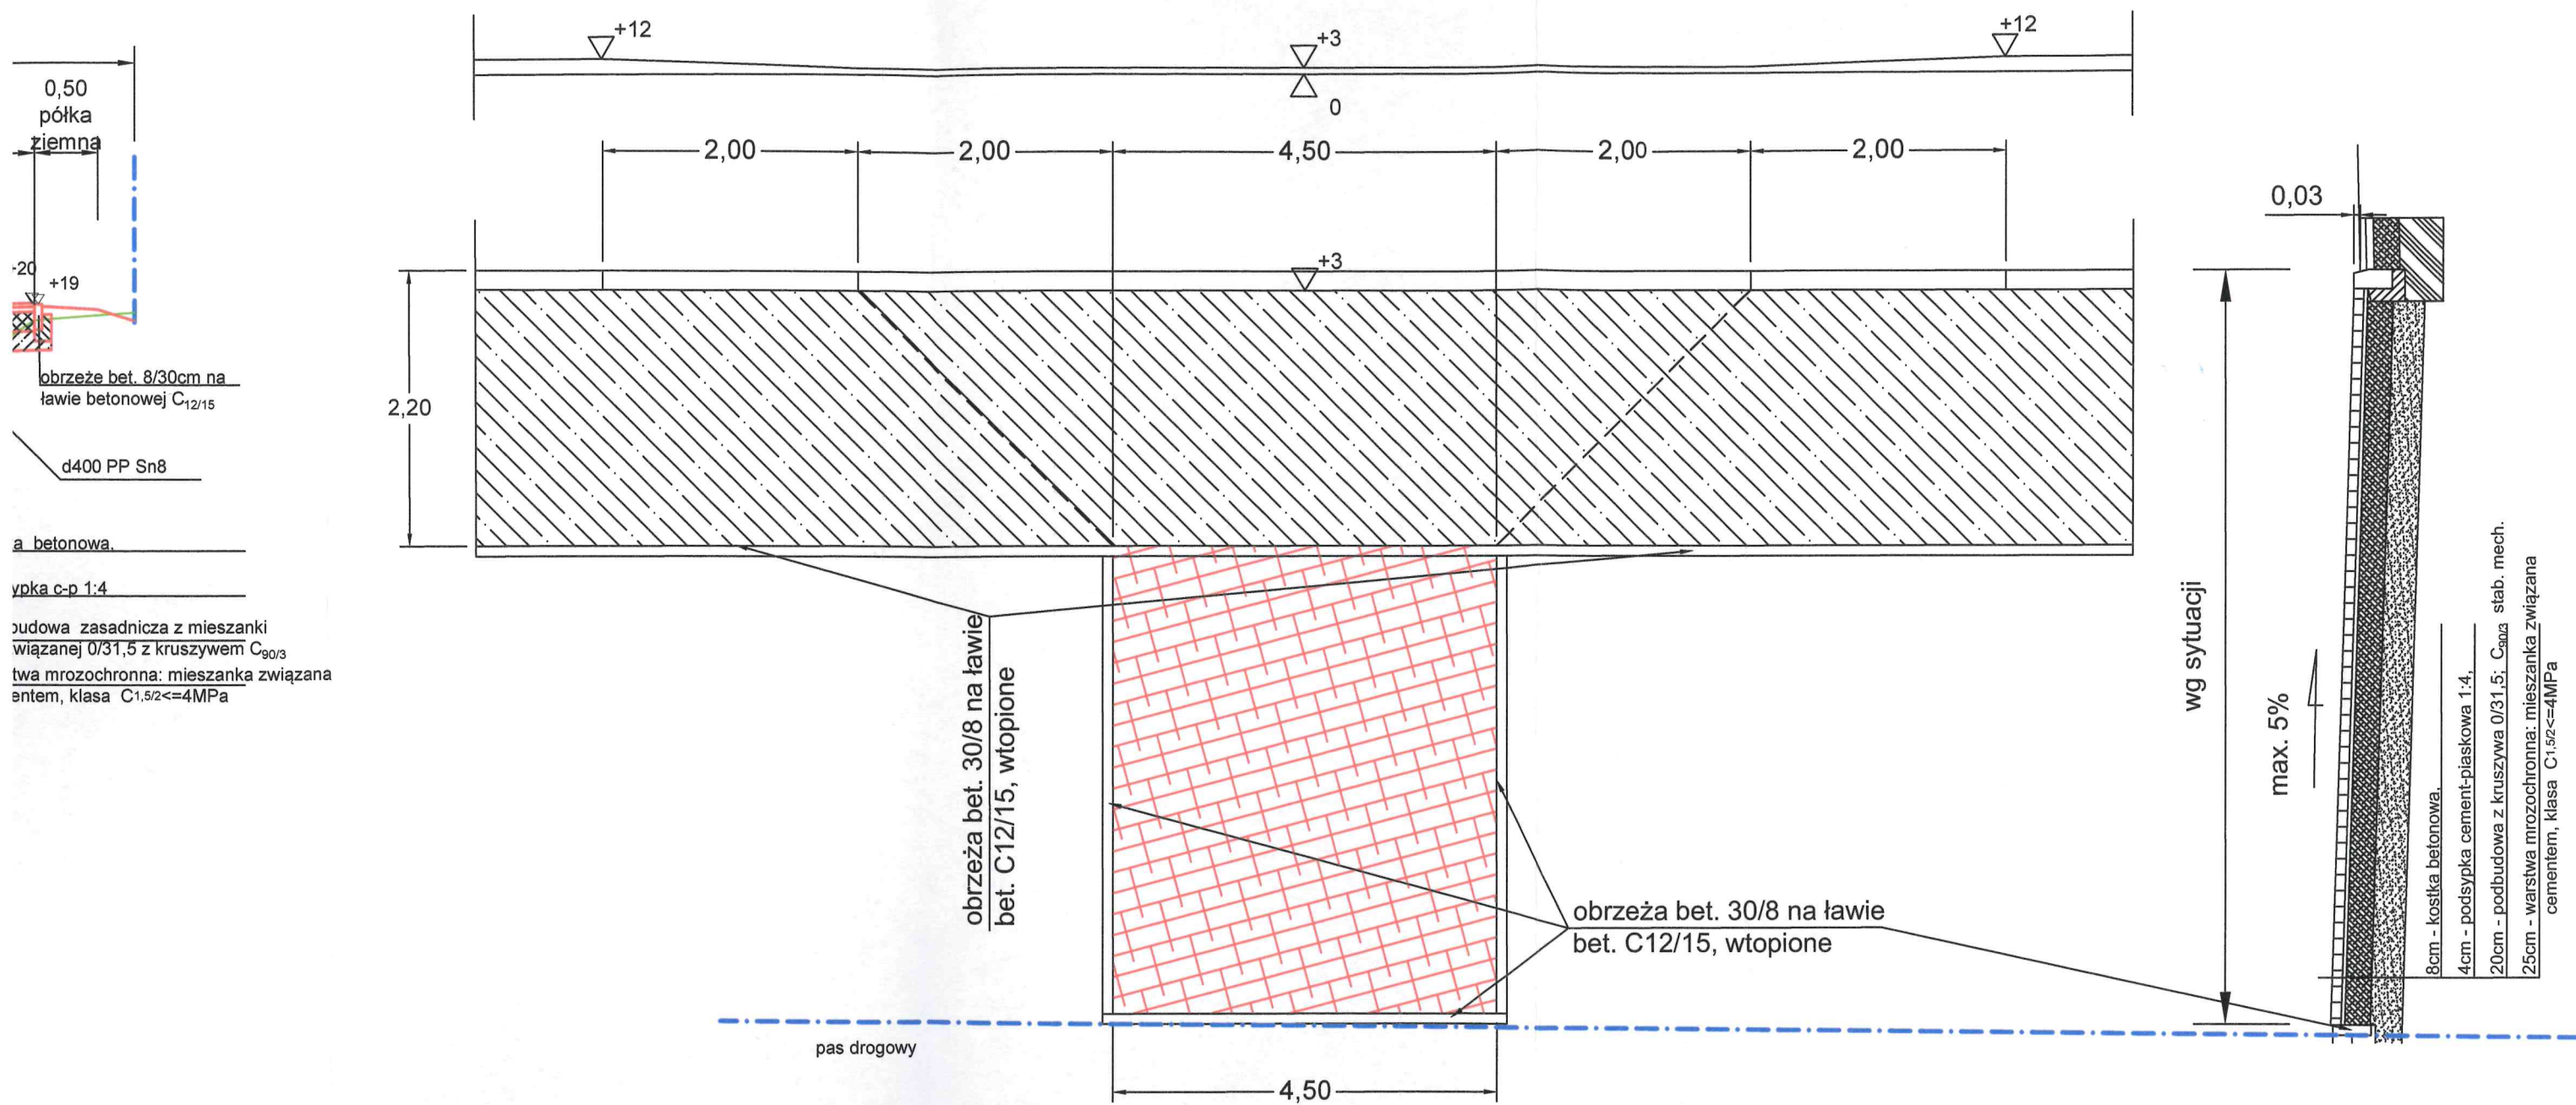 0,50
półka
ziemna
-20
+19
obrzeże bet. 8/30cm na
ławie betonowej C12/15
d400 PP Sn8
a betonowa.
ypka c-p 1:4
budowa zasadnicza z mieszanki
wiązanej 0/31,5 z kruszywem C90/3
twa mrozochronna: mieszanka związana
entem, klasa C1,5/2<=4MPa
+12
+3
+12
0
2,00
2,00
4,50
2,00
2,00
+3
2,20
obrzeża bet. 30/8 na ławie
bet. C12/15, wtopione
obrzeża bet. 30/8 na ławie
bet. C12/15, wtopione
pas drogowy
4,50
0,03
wg sytuacji
max. 5%
8cm - kostka betonowa,
4cm - podsypka cement-piaskowa 1:4,
20cm - podbudowa z kruszywa 0/31,5; C90/3 stab. mech.
25cm - warstwa mrozochronna: mieszanka związana
cementem, klasa C1,5/2<=4MPa